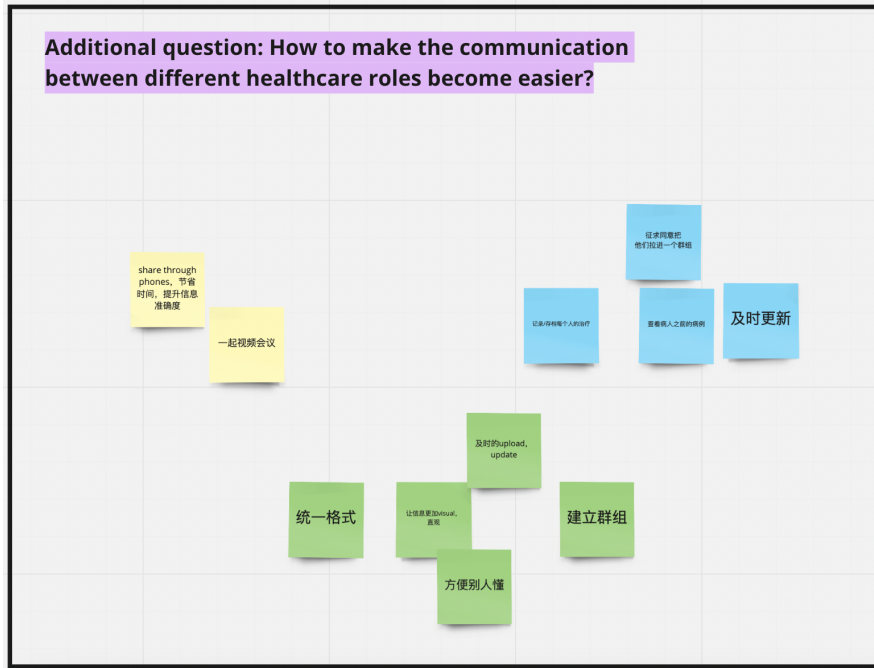 Additional question: How to make the communication
between different healthcare roles become easier?
share through
phones，节省
时间，提升信息
准确度
一起视频会议
征求同意把
他们拉进一个群组
记录/存档每个人的治疗
查看病人之前的病例
及时更新
及时的upload,
update
统一格式
让信息更加visual,
直观
建立群组
方便别人懂